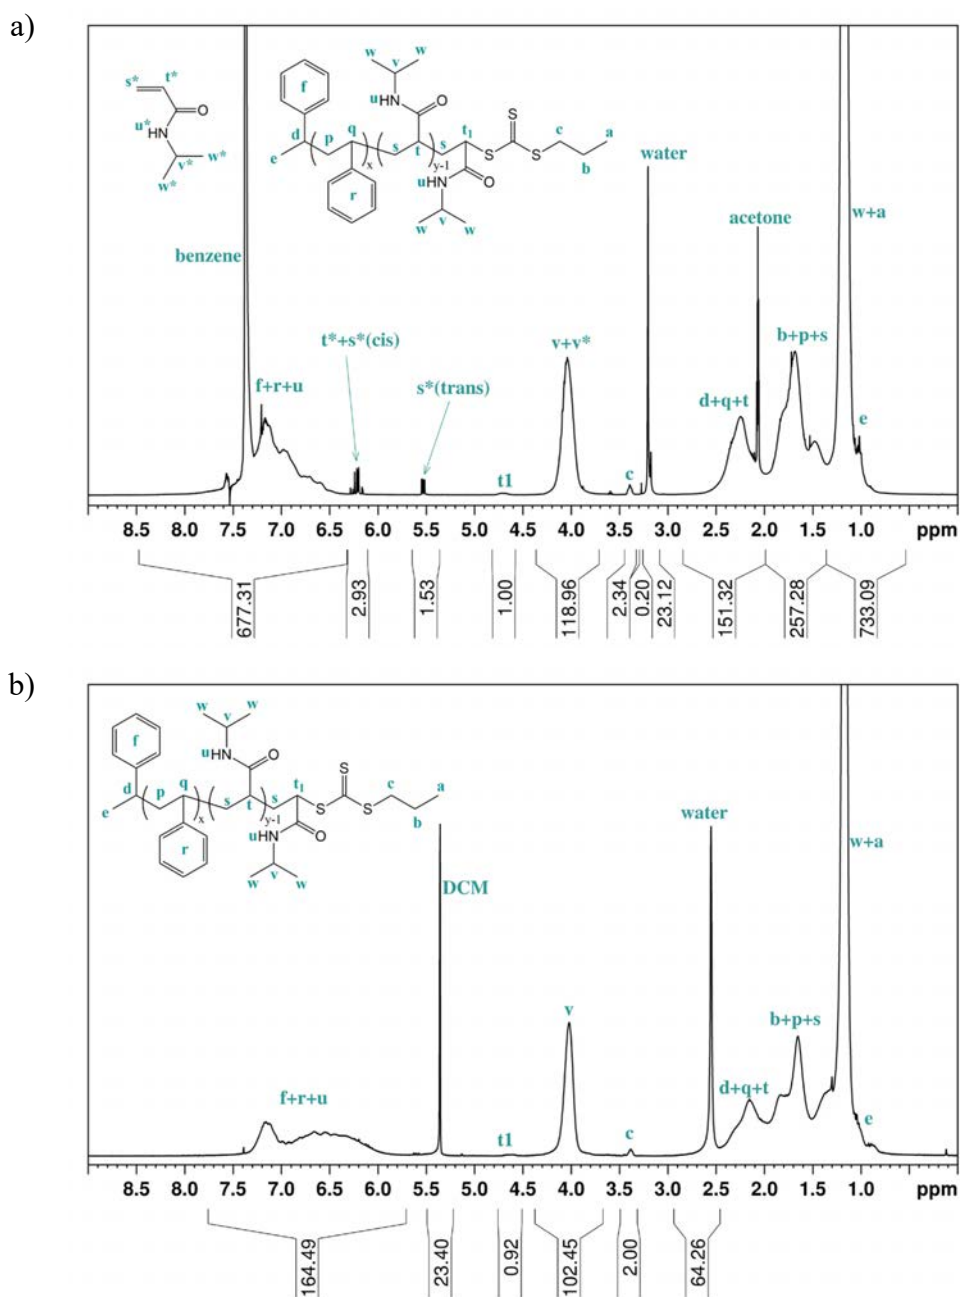 a)
s*
t*
O
u*
HN
v*
w*
w*
w
v
w
u
HN
O
f
d
p
q
e
x
s
t
y-1
s
t1
S
S
S
c
a
b
r
u
HN
O
v
w
w
water
w+a
benzene
acetone
t*+s*(cis)
v+v*
b+p+s
f+r+u
s*(trans)
d+q+t
e
t1
c
8.5 8.0 7.5 7.0 6.5 6.0 5.5 5.0 4.5 4.0 3.5 3.0 2.5 2.0 1.5 1.0 ppm
677.31 2.93 1.53 1.00 118.96 2.34 0.20 23.12 151.32 257.28 733.09
b)
w
v
w
u
HN
O
f
d
p
q
e
x
s
t
y-1
s
t1
S
S
S
c
a
b
r
u
HN
O
v
w
w
water
w+a
DCM
v
b+p+s
f+r+u
d+q+t
e
t1
c
8.5 8.0 7.5 7.0 6.5 6.0 5.5 5.0 4.5 4.0 3.5 3.0 2.5 2.0 1.5 1.0 ppm
164.49 23.40 0.92 102.45 2.00 64.26